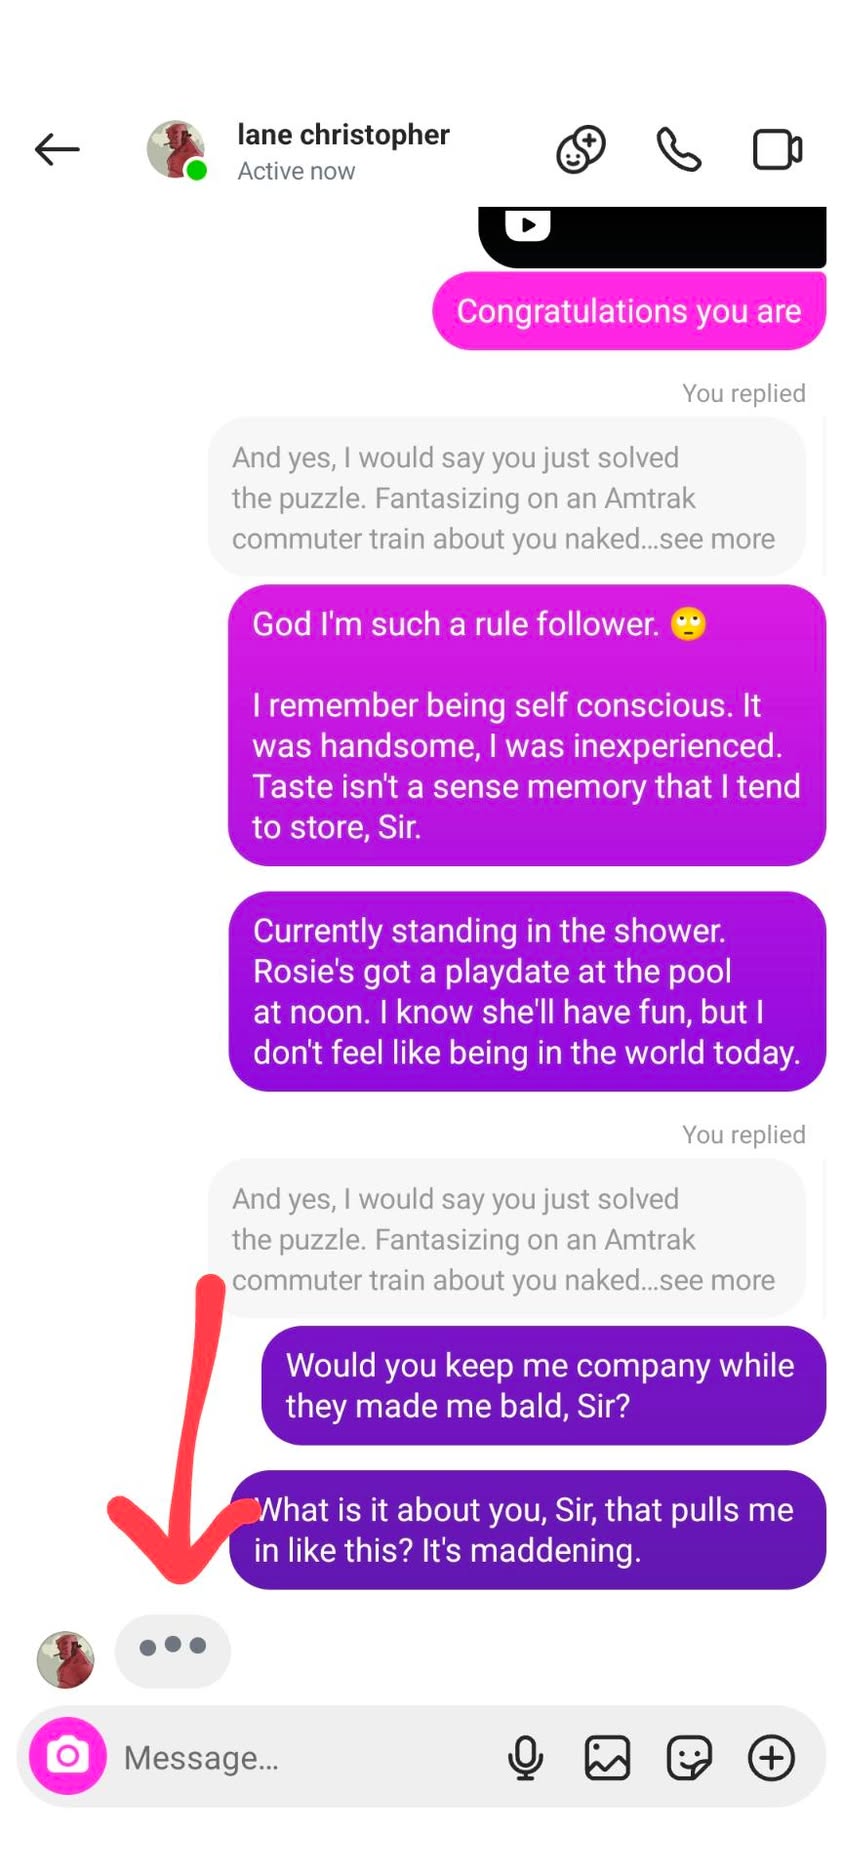 lane christopher
Active now
Congratulations you are
You replied
And yes, I would say you just solved
the puzzle. Fantasizing on an Amtrak
commuter train about you naked...see more
God I'm such a rule follower. 🙄
I remember being self conscious. It
was handsome, I was inexperienced.
Taste isn't a sense memory that I tend
to store, Sir.
Currently standing in the shower.
Rosie's got a playdate at the pool
at noon. I know she'll have fun, but I
don't feel like being in the world today.
You replied
And yes, I would say you just solved
the puzzle. Fantasizing on an Amtrak
commuter train about you naked...see more
Would you keep me company while
they made me bald, Sir?
What is it about you, Sir, that pulls me
in like this? It's maddening.
Message...